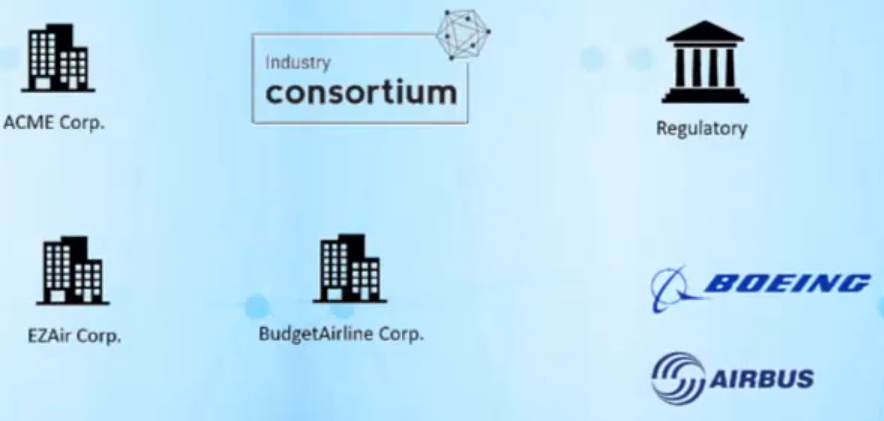 Industry
consortium
ACME Corp.
Regulatory
EZAir Corp.
BudgetAirline Corp.
BOEING
AIRBUS